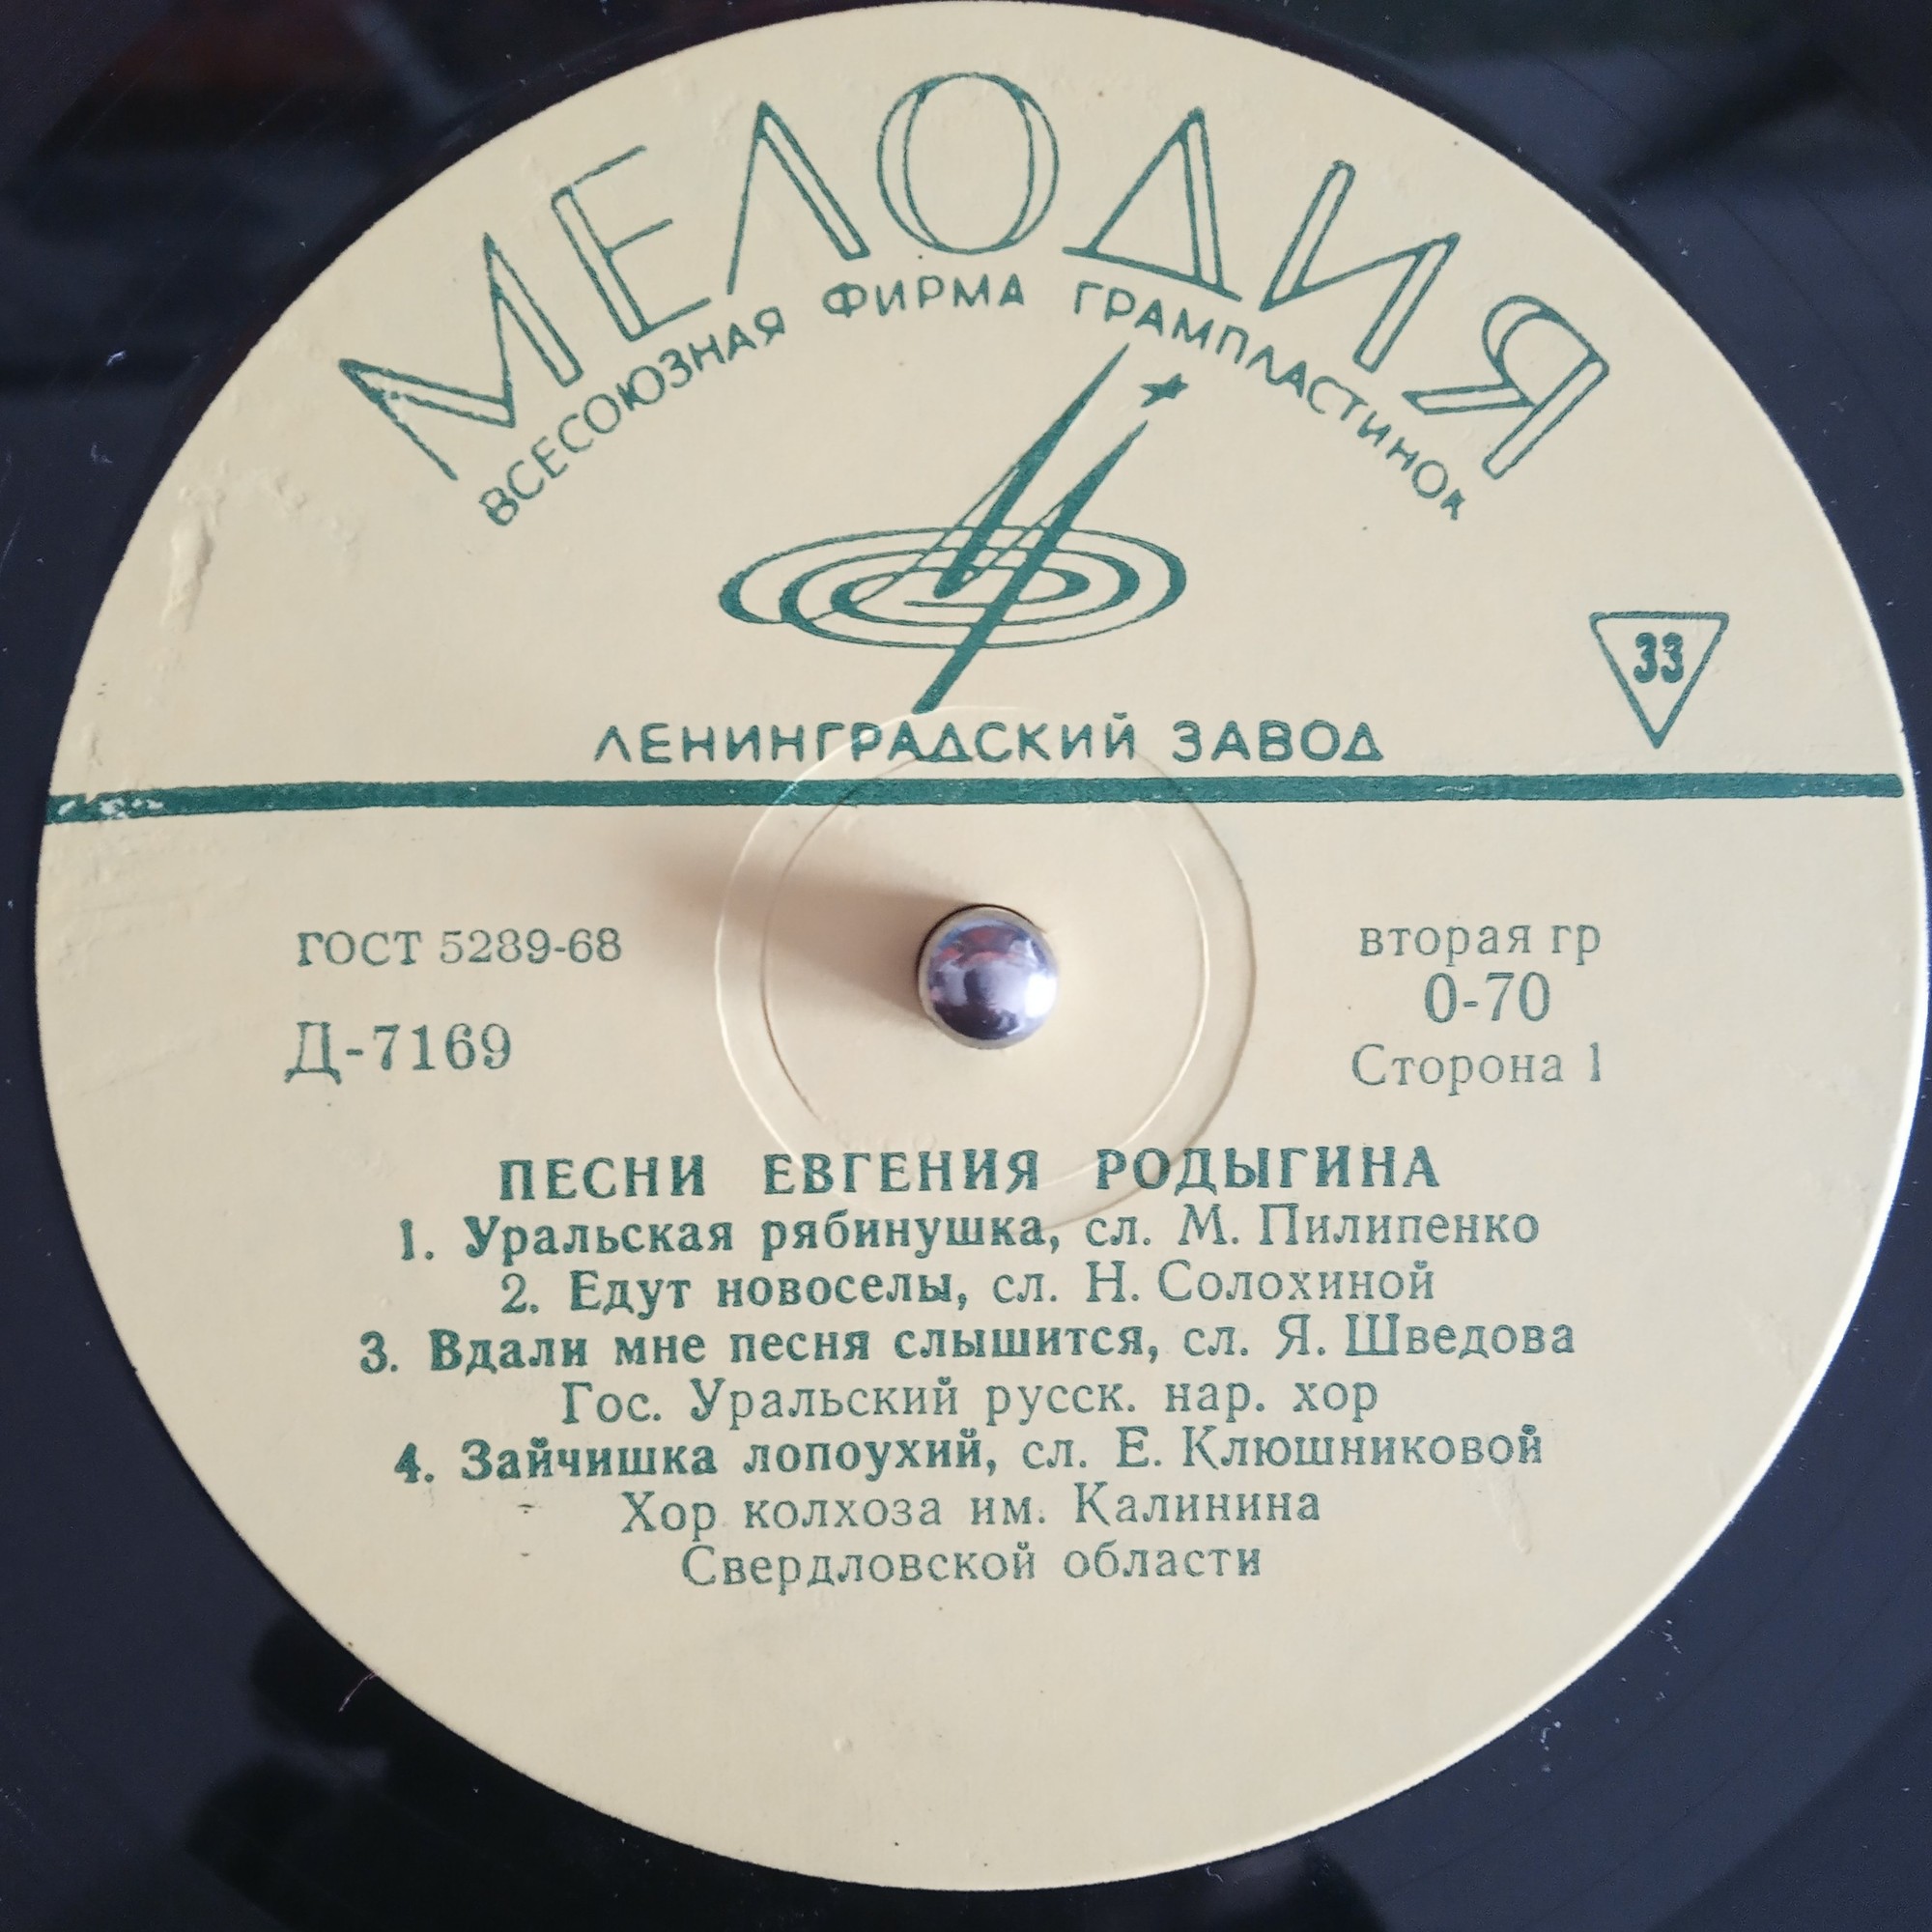 МЕЛОДИЯ
ВСЕСОЮЗНАЯ ФИРМА ГРАМПЛАСТИНОК
33
ЛЕНИНГРАДСКИЙ ЗАВОД
ГОСТ 5289-68
Д-7169
вторая гр
0-70
Сторона 1
ПЕСНИ ЕВГЕНИЯ РОДЫГИНА
1. Уральская рябинушка, сл. М. Пилипенко
2. Едут новоселы, сл. Н. Солохиной
3. Вдали мне песня слышится, сл. Я. Шведова
Гос. Уральский русск. нар. хор
4. Зайчишка лопоухий, сл. Е. Клюшниковой
Хор колхоза им. Калинина
Свердловской области